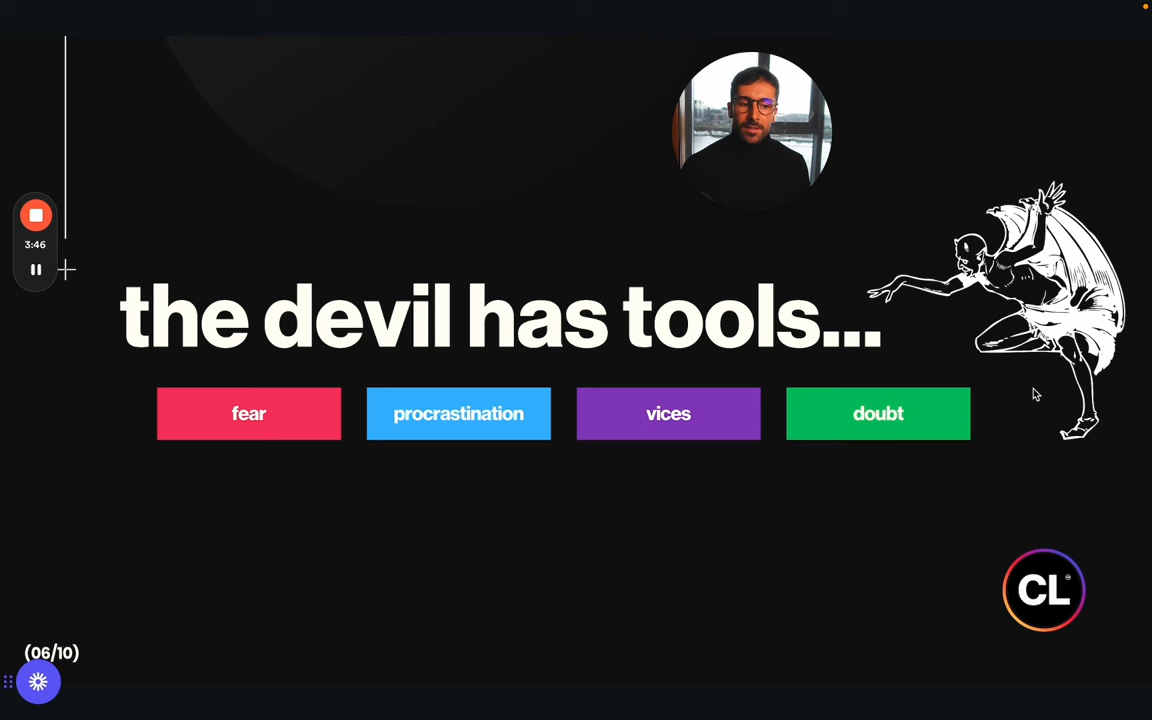 3:46
the devil has tools...
fear
procrastination
vices
doubt
CL
(06/10)